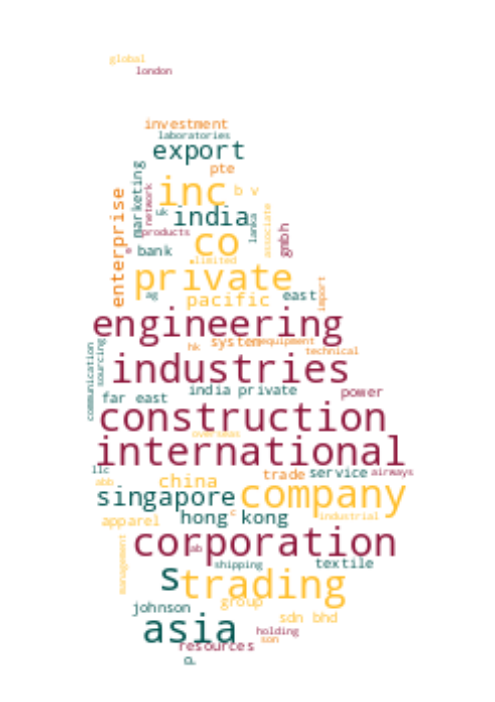 global
london
investment
laboratories
export
pte
marketing
inc
b v
enterprise
network
uk
india
associate
products
lanka
gmbh
e
bank
co
limited
private
ag
pacific
east
import
engineering
hk
system
equipment
technical
communication
sourcing
industries
india private
power
far east
construction
overseas
international
llc
abb
china
trade
service
airways
singapore
company
apparel
hong kong
c
industrial
corporation
ab
management
shipping
textile
s
trading
johnson
group
sdn bhd
asia
holding
son
resources
a